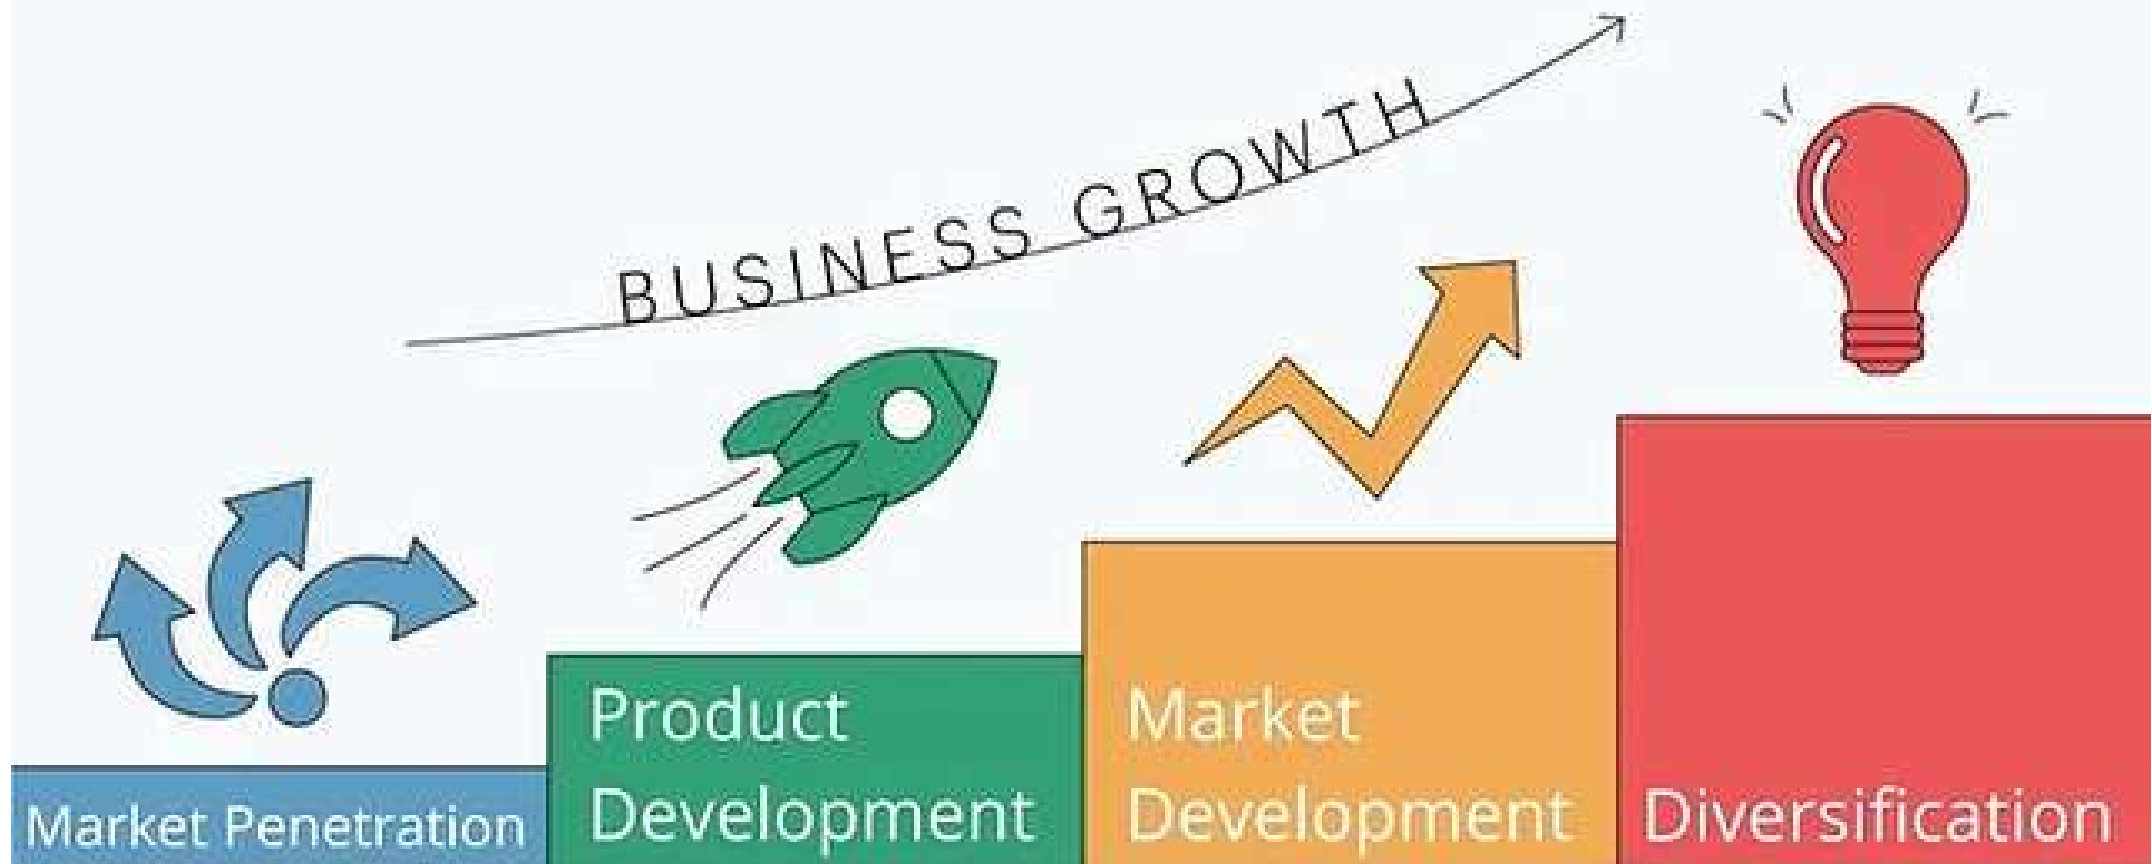 BUSINESS GROWTH
Market Penetration
Product
Development
Market
Development
Diversification